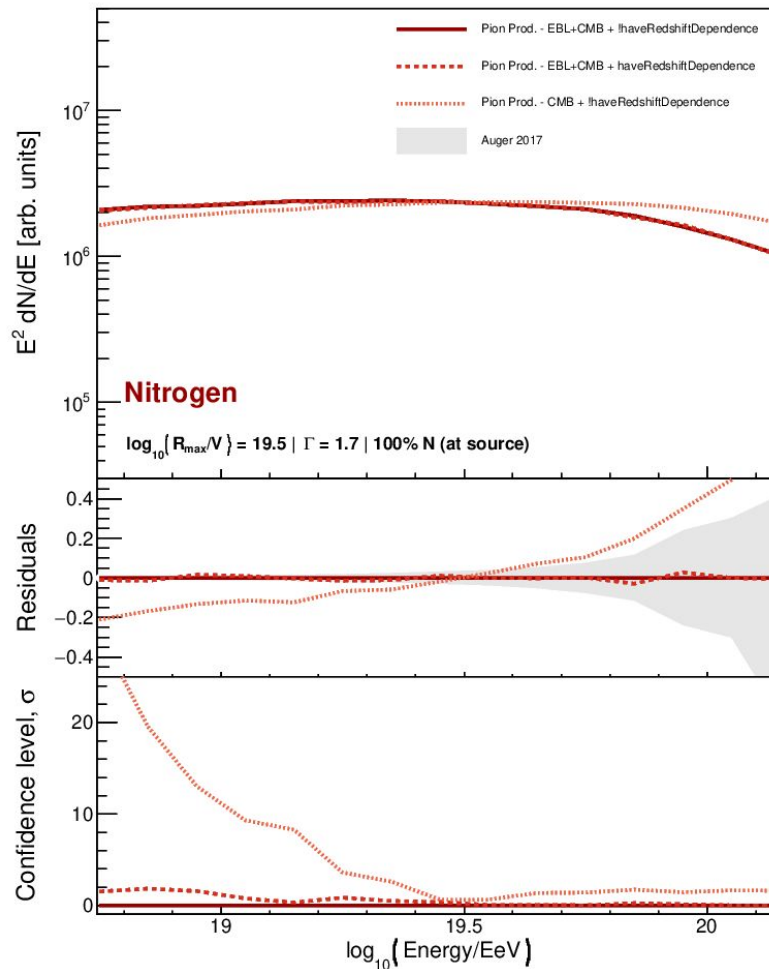 Pion Prod. - EBL+CMB + !haveRedshiftDependence
Pion Prod. - EBL+CMB + haveRedshiftDependence
Pion Prod. - CMB + !haveRedshiftDependence
Auger 2017
E² dN/dE [arb. units]
10⁷
10⁶
10⁵
Nitrogen
log₁₀(R_max/V) = 19.5 | Γ = 1.7 | 100% N (at source)
Residuals
0.4
0.2
0
−0.2
−0.4
Confidence level, σ
20
10
0
19
19.5
20
log₁₀(Energy/EeV)